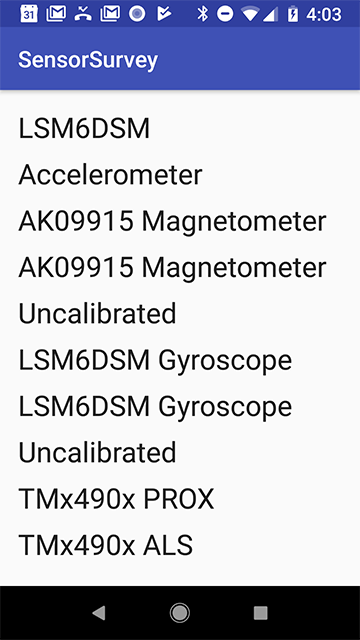 31 4:03
SensorSurvey
LSM6DSM
Accelerometer
AK09915 Magnetometer
AK09915 Magnetometer
Uncalibrated
LSM6DSM Gyroscope
LSM6DSM Gyroscope
Uncalibrated
TMx490x PROX
TMx490x ALS